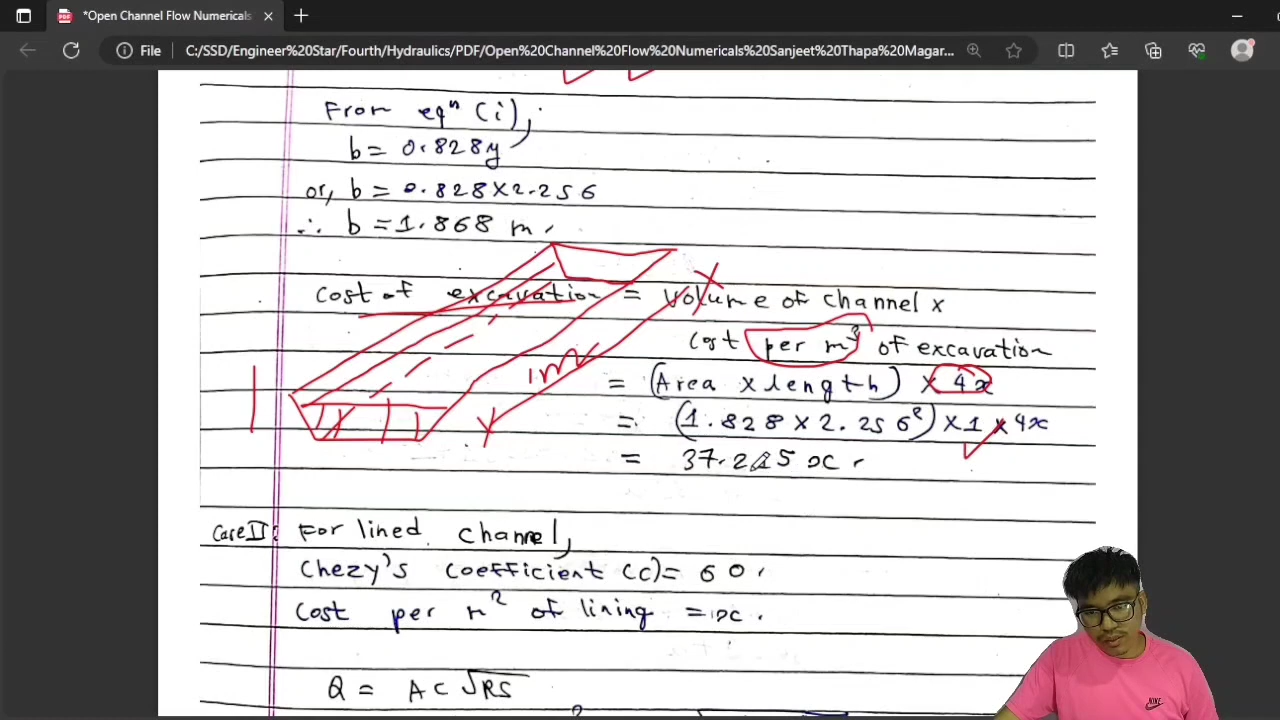 *Open Channel Flow Numericals
File
C:/SSD/Engineer%20Star/Fourth/Hydraulics/PDF/Open%20Channel%20Flow%20Numericals%20Sanjeet%20Thapa%20Magar...
From eqⁿ (i),
b= 0.828y
or, b = 0.828×2.256
∴ b = 1.868 m.
Cost of excavation = Volume of channel x
Cost per m³ of excavation
1m
= (Area × length) × 4x
= (1.828 × 2.256²) × 1 × 4x
= 37.215 x.
Case II: For lined channel,
Chezy's coefficient (C) = 60.
Cost per m² of lining = x.
Q = AC√RS
NIKE